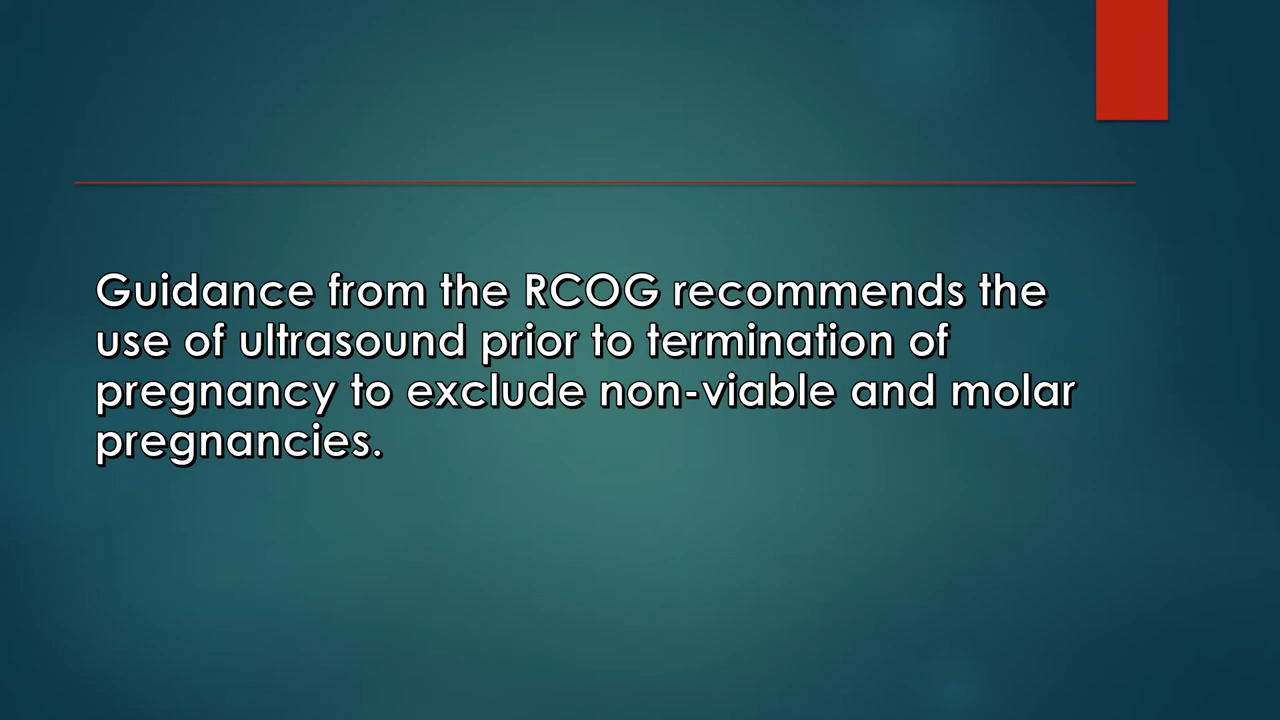 Guidance from the RCOG recommends the
use of ultrasound prior to termination of
pregnancy to exclude non-viable and molar
pregnancies.